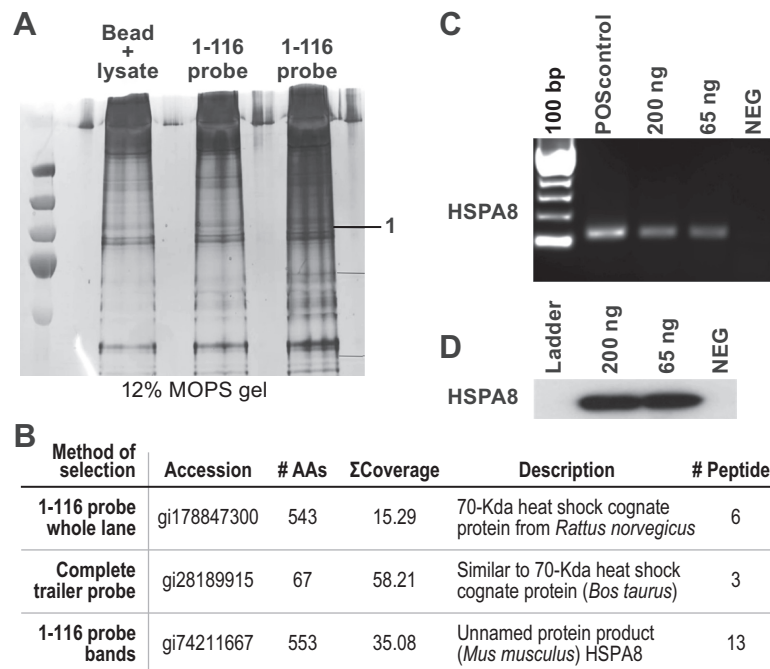 A
Bead + lysate
1-116 probe
1-116 probe
1
12% MOPS gel
C
100 bp
POScontrol
200 ng
65 ng
NEG
HSPA8
D
Ladder
200 ng
65 ng
NEG
HSPA8
B
Method of selection Accession # AAs ΣCoverage Description # Peptide
1-116 probe whole lane gi178847300 543 15.29 70-Kda heat shock cognate protein from Rattus norvegicus 6
Complete trailer probe gi28189915 67 58.21 Similar to 70-Kda heat shock cognate protein (Bos taurus) 3
1-116 probe bands gi74211667 553 35.08 Unnamed protein product (Mus musculus) HSPA8 13